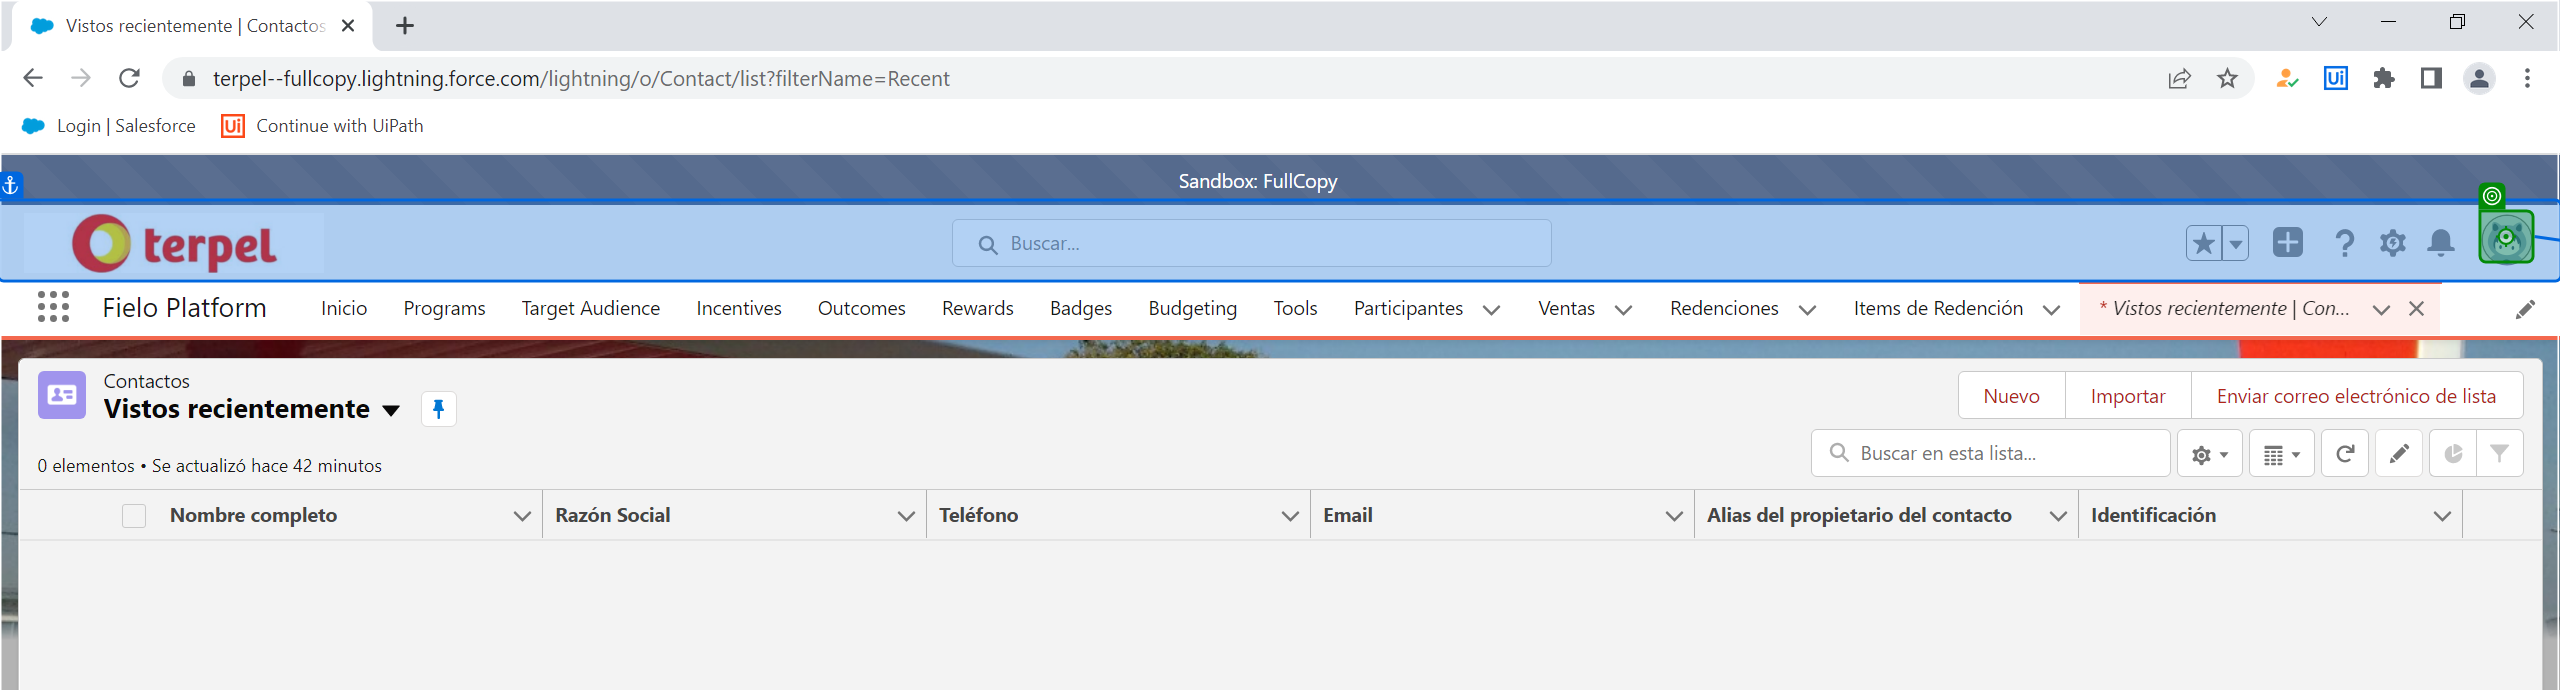 Vistos recientemente | Contactos
terpel--fullcopy.lightning.force.com/lightning/o/Contact/list?filterName=Recent
Ui
Login | Salesforce
Ui Continue with UiPath
Sandbox: FullCopy
terpel
Buscar...
Fielo Platform Inicio Programs Target Audience Incentives Outcomes Rewards Badges Budgeting Tools Participantes Ventas Redenciones Items de Redención * Vistos recientemente | Con...
Contactos
Vistos recientemente
Nuevo Importar Enviar correo electrónico de lista
0 elementos • Se actualizó hace 42 minutos
Buscar en esta lista...
Nombre completo Razón Social Teléfono Email Alias del propietario del contacto Identificación